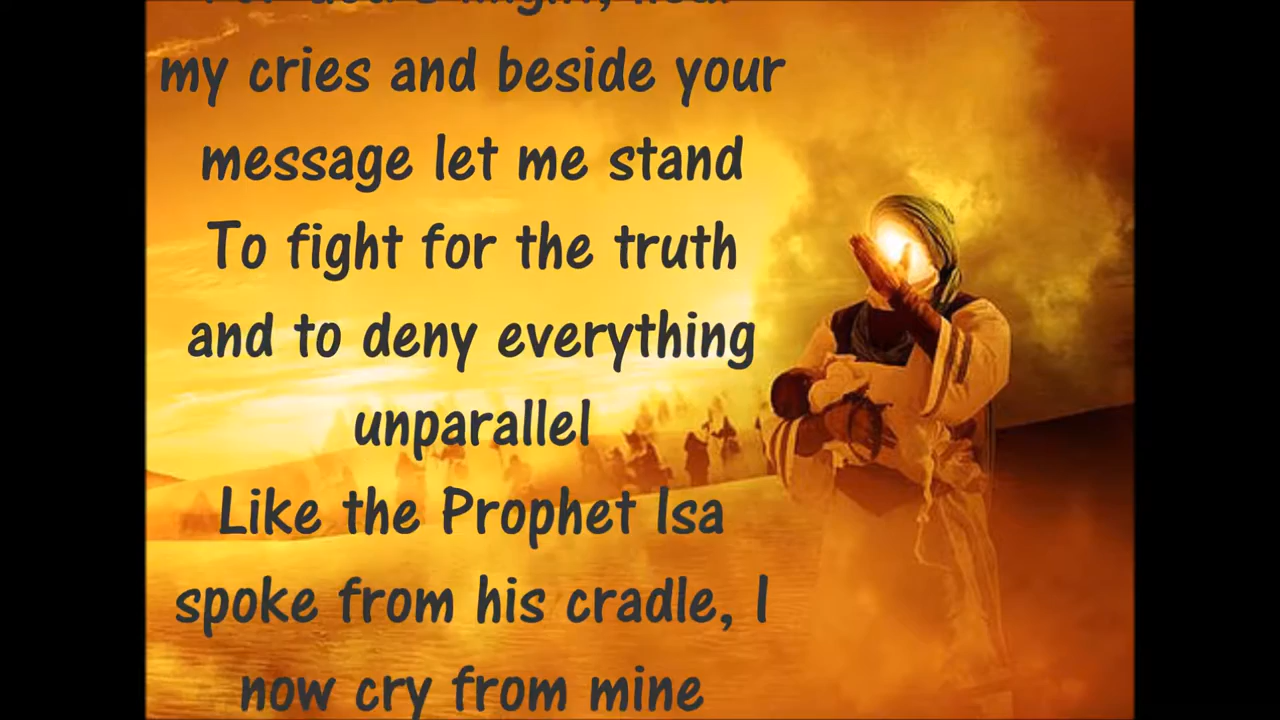 my cries and beside your
message let me stand
To fight for the truth
and to deny everything
unparallel
Like the Prophet Isa
spoke from his cradle, I
now cry from mine